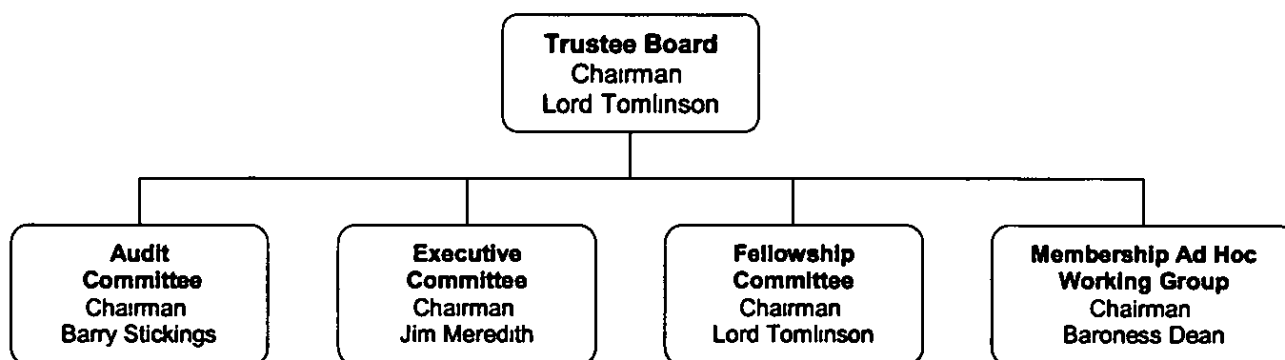 Trustee Board
Chairman
Lord Tomlinson
Audit
Committee
Chairman
Barry Stickings
Executive
Committee
Chairman
Jim Meredith
Fellowship
Committee
Chairman
Lord Tomlinson
Membership Ad Hoc
Working Group
Chairman
Baroness Dean